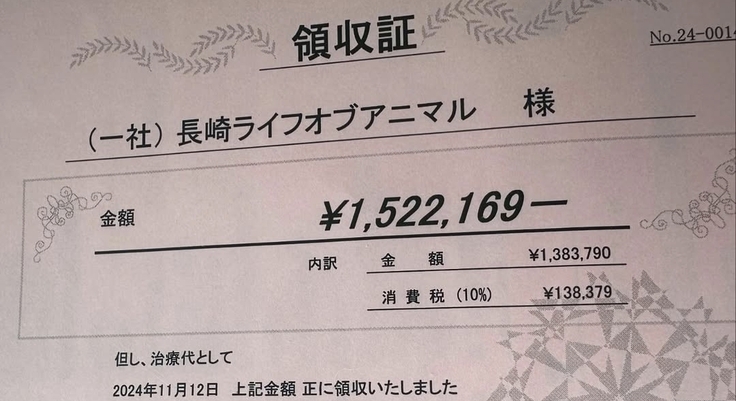 領収証
No.24-0014
(一社)長崎ライフオブアニマル 様
金額 ¥1,522,169ー
内訳 金 額 ¥1,383,790
消 費 税 (10%) ¥138,379
但し、治療代として
2024年11月12日 上記金額 正に領収いたしました